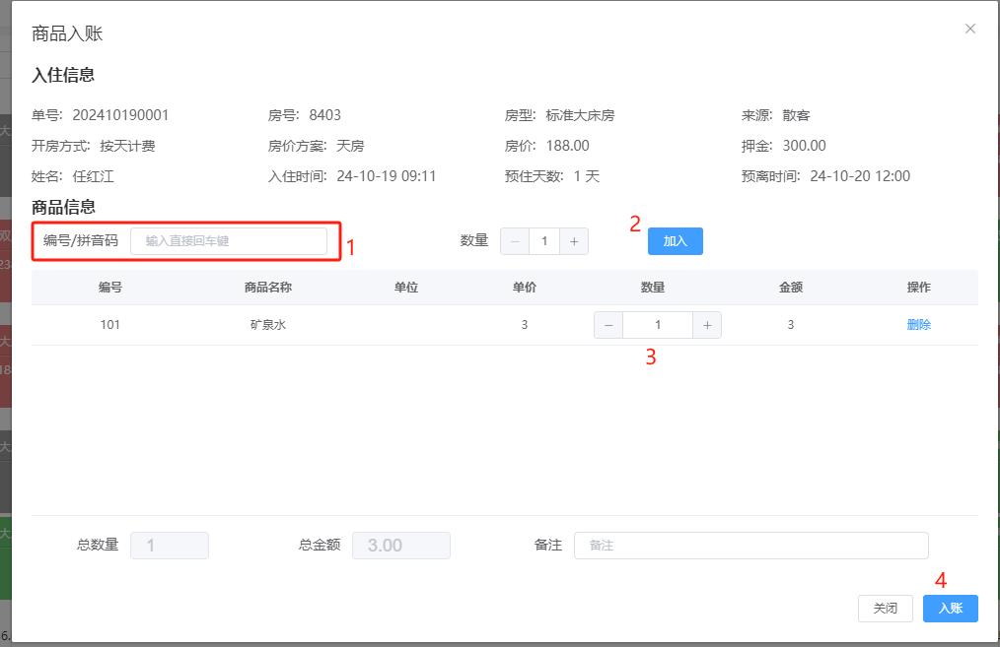 商品入账
入住信息
单号: 202410190001 房号: 8403 房型: 标准大床房 来源: 散客
开房方式: 按天计费 房价方案: 天房 房价: 188.00 押金: 300.00
姓名: 任红江 入住时间: 24-10-19 09:11 预住天数: 1 天 预离时间: 24-10-20 12:00
商品信息
编号/拼音码 输入直接回车键 1 数量 − 1 + 2 加入
编号 商品名称 单位 单价 数量 金额 操作
101 矿泉水 3 − 1 + 3 删除
3
总数量 1 总金额 3.00 备注 备注
4
关闭 入账